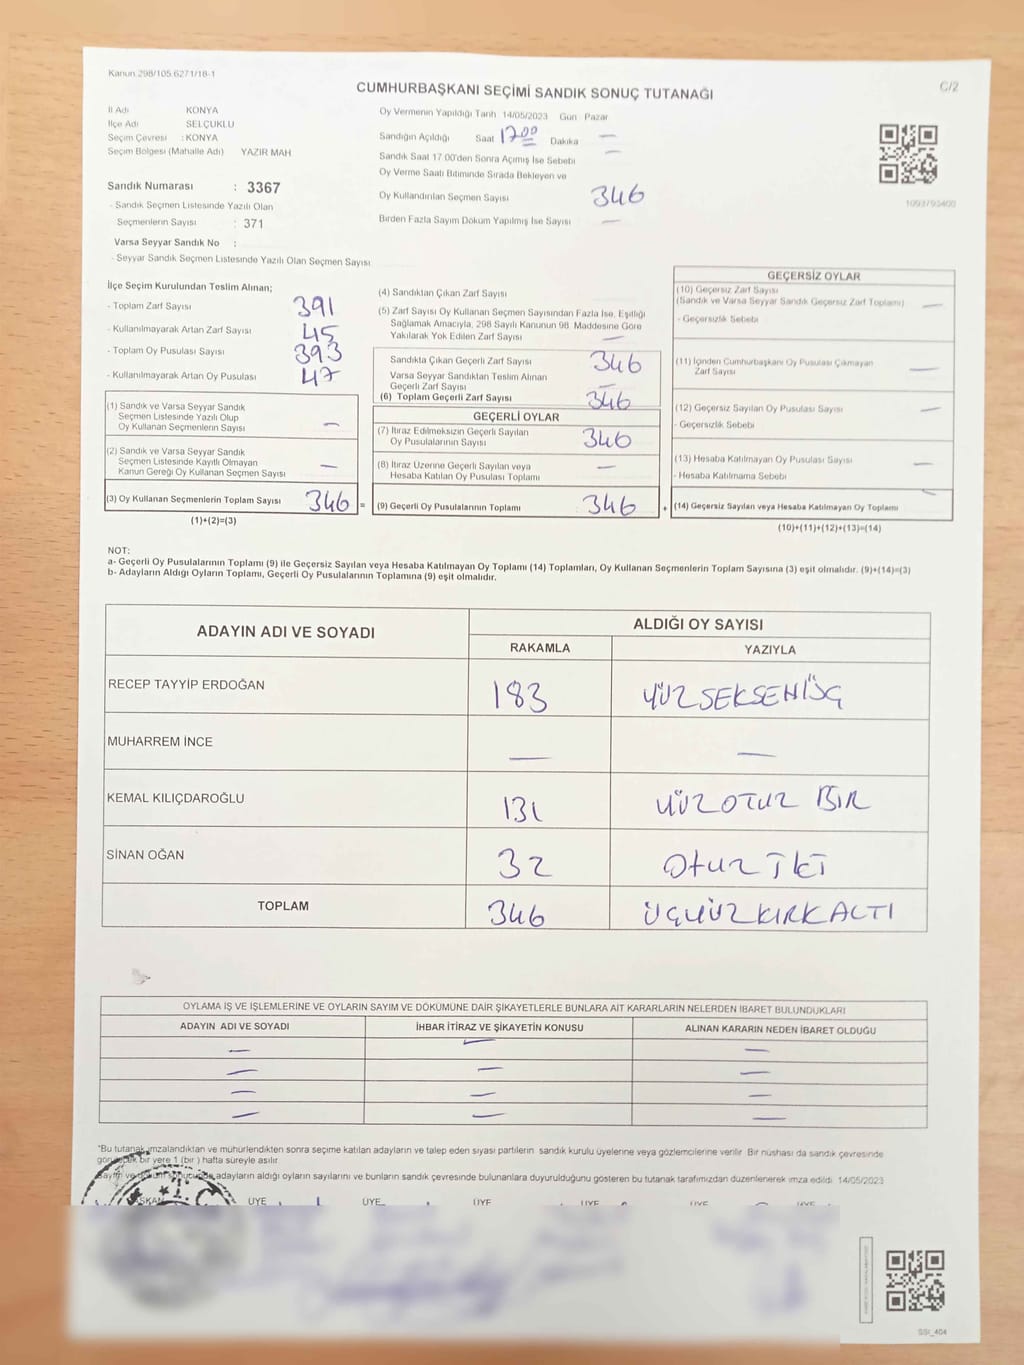 Kanun 298/105.6271/18-1
CUMHURBAŞKANI SEÇİMİ SANDIK SONUÇ TUTANAĞI
C/2
İl Adı KONYA
İlçe Adı SELÇUKLU
Seçim Çevresi : KONYA
Seçim Bölgesi (Mahalle Adı) YAZIR MAH
Sandık Numarası : 3367
- Sandık Seçmen Listesinde Yazılı Olan
Seçmenlerin Sayısı : 371
Varsa Seyyar Sandık No :
- Seyyar Sandık Seçmen Listesinde Yazılı Olan Seçmen Sayısı
Oy Vermenin Yapıldığı Tarih 14/05/2023 Gün Pazar
Sandığın Açıldığı Saat 17.00 Dakika —
Sandık Saat 17.00'den Sonra Açımış İse Sebebi —
Oy Verme Saati Bitiminde Sırada Bekleyen ve
Oy Kullandırılan Seçmen Sayısı 346
Birden Fazla Sayım Döküm Yapılmış İse Sayısı —
1093793400
İlçe Seçim Kurulundan Teslim Alınan;
- Toplam Zarf Sayısı 391
- Kullanılmayarak Artan Zarf Sayısı 45
- Toplam Oy Pusulası Sayısı 393
- Kullanılmayarak Artan Oy Pusulası 47
(1) Sandık ve Varsa Seyyar Sandık
Seçmen Listesinde Yazılı Olup
Oy Kullanan Seçmenlerin Sayısı —
(2) Sandık ve Varsa Seyyar Sandık
Seçmen Listesinde Kayıtlı Olmayan
Kanun Gereği Oy Kullanan Seçmen Sayısı —
(3) Oy Kullanan Seçmenlerin Toplam Sayısı 346 =
(1)+(2)=(3)
(4) Sandıktan Çıkan Zarf Sayısı
(5) Zarf Sayısı Oy Kullanan Seçmen Sayısından Fazla İse, Eşitliği
Sağlamak Amacıyla, 298 Sayılı Kanunun 98. Maddesine Göre
Yakılarak Yok Edilen Zarf Sayısı —
Sandıkta Çıkan Geçerli Zarf Sayısı 346
Varsa Seyyar Sandıktan Teslim Alınan
Geçerli Zarf Sayısı —
(6) Toplam Geçerli Zarf Sayısı 346
GEÇERLİ OYLAR
(7) İtiraz Edilmeksizin Geçerli Sayılan
Oy Pusulalarının Sayısı 346
(8) İtiraz Üzerine Geçerli Sayılan veya
Hesaba Katılan Oy Pusulası Toplamı —
(9) Geçerli Oy Pusulalarının Toplamı 346 +
GEÇERSİZ OYLAR
(10) Geçersiz Zarf Sayısı
(Sandık ve Varsa Seyyar Sandık Geçersiz Zarf Toplamı) —
- Geçersizlik Sebebi
(11) İçinden Cumhurbaşkanı Oy Pusulası Çıkmayan
Zarf Sayısı —
(12) Geçersiz Sayılan Oy Pusulası Sayısı —
- Geçersizlik Sebebi
(13) Hesaba Katılmayan Oy Pusulası Sayısı —
- Hesaba Katılmama Sebebi
(14) Geçersiz Sayılan veya Hesaba Katılmayan Oy Toplamı —
(10)+(11)+(12)+(13)=(14)
NOT:
a- Geçerli Oy Pusulalarının Toplamı (9) ile Geçersiz Sayılan veya Hesaba Katılmayan Oy Toplamı (14) Toplamları, Oy Kullanan Seçmenlerin Toplam Sayısına (3) eşit olmalıdır. (9)+(14)=(3)
b- Adayların Aldığı Oyların Toplamı, Geçerli Oy Pusulalarının Toplamına (9) eşit olmalıdır.
ADAYIN ADI VE SOYADI ALDIĞI OY SAYISI
RAKAMLA YAZIYLA
RECEP TAYYİP ERDOĞAN 183 YÜZSEKSENÜÇ
MUHARREM İNCE — —
KEMAL KILIÇDAROĞLU 131 YÜZOTUZ BİR
SİNAN OĞAN 32 OTUZ İKİ
TOPLAM 346 ÜÇYÜZKIRKALTI
OYLAMA İŞ VE İŞLEMLERİNE VE OYLARIN SAYIM VE DÖKÜMÜNE DAİR ŞİKAYETLERLE BUNLARA AİT KARARLARIN NELERDEN İBARET BULUNDUKLARI
ADAYIN ADI VE SOYADI İHBAR İTİRAZ VE ŞİKAYETİN KONUSU ALINAN KARARIN NEDEN İBARET OLDUĞU
— — —
— — —
— — —
— — —
*Bu tutanak imzalandıktan ve mühürlendikten sonra seçime katılan adayların ve talep eden siyasi partilerin sandık kurulu üyelerine veya gözlemcilerine verilir. Bir nüshası da sandık çevresinde
görülecek bir yere 1 (bir) hafta süreyle asılır
Sayım ve döküm sonucunda adayların aldığı oyların sayılarını ve bunların sandık çevresinde bulunanlara duyurulduğunu gösteren bu tutanak tarafımızdan düzenlenerek imza edildi. 14/05/2023
BAŞKAN ÜYE ÜYE ÜYE ÜYE ÜYE ÜYE
T.C.
SSt_404